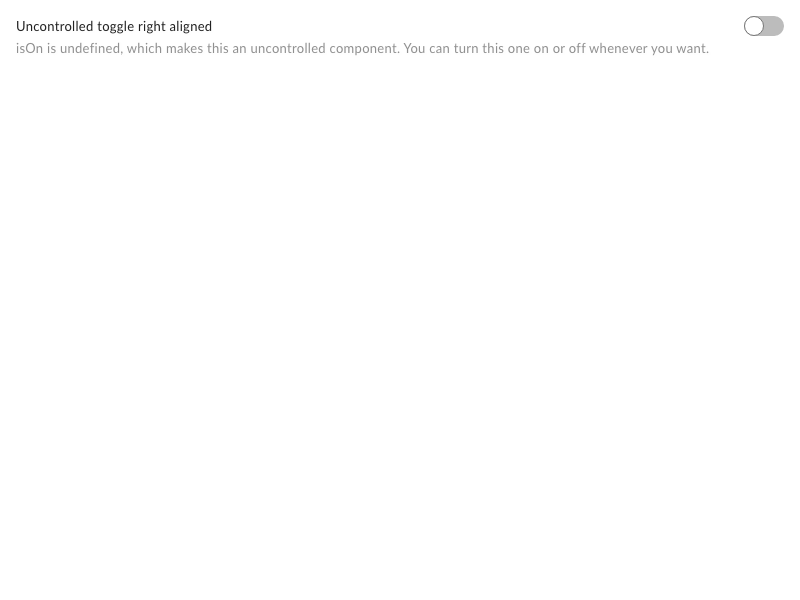 Uncontrolled toggle right aligned
isOn is undefined, which makes this an uncontrolled component. You can turn this one on or off whenever you want.